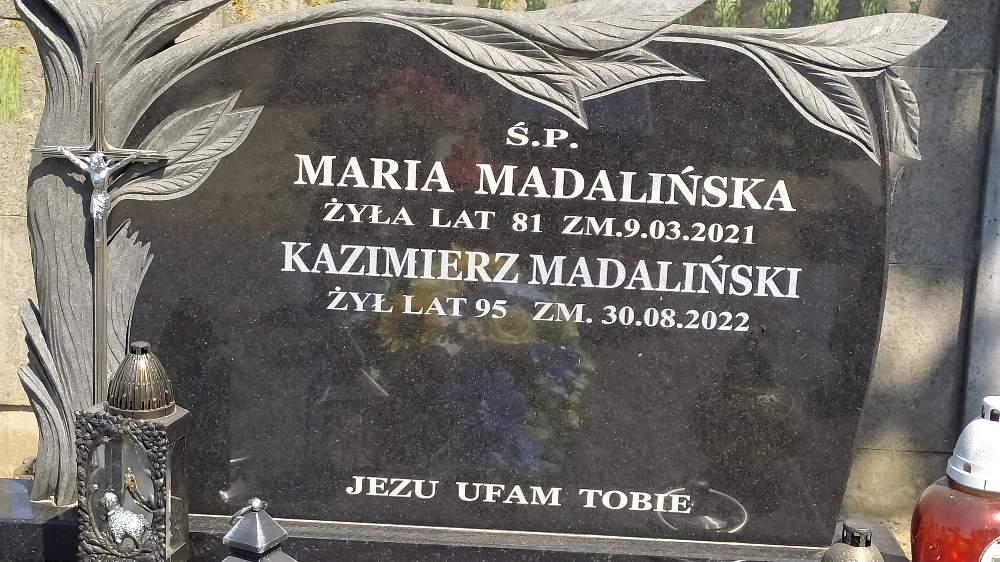 Ś.P.
MARIA MADALIŃSKA
ŻYŁA LAT 81 ZM.9.03.2021
KAZIMIERZ MADALIŃSKI
ŻYŁ LAT 95 ZM. 30.08.2022
JEZU UFAM TOBIE